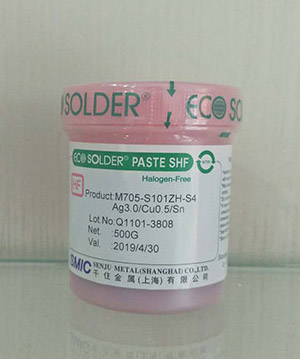 ECO SOLDER® ECO S
ECO SOLDER® PASTE SHF
Halogen-Free
SHF
Product: M705-S101ZH-S4
Ag3.0/Cu0.5/Sn
Lot.No: Q1101-3808
Net. 500G
Val. 2019/4/30
SMIC SENJU METAL(SHANGHAI) CO.,LTD.
千住金属(上海)有限公司